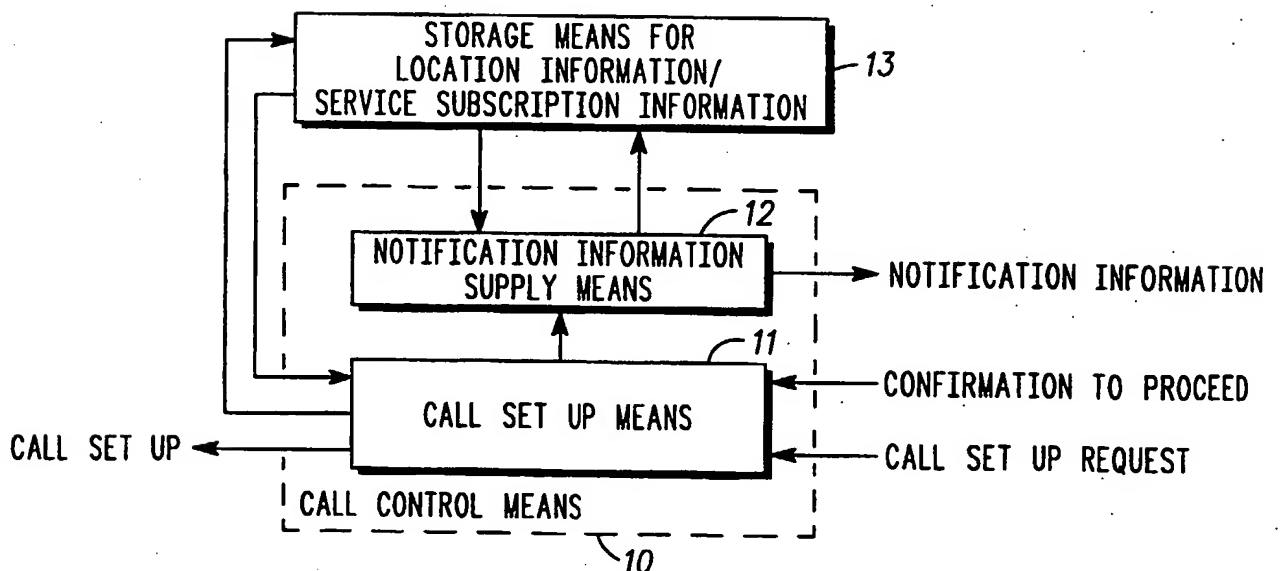 STORAGE MEANS FOR
LOCATION INFORMATION/
SERVICE SUBSCRIPTION INFORMATION
13
12
NOTIFICATION INFORMATION
SUPPLY MEANS
NOTIFICATION INFORMATION
11
CALL SET UP MEANS
CONFIRMATION TO PROCEED
CALL SET UP
CALL SET UP REQUEST
CALL CONTROL MEANS
10